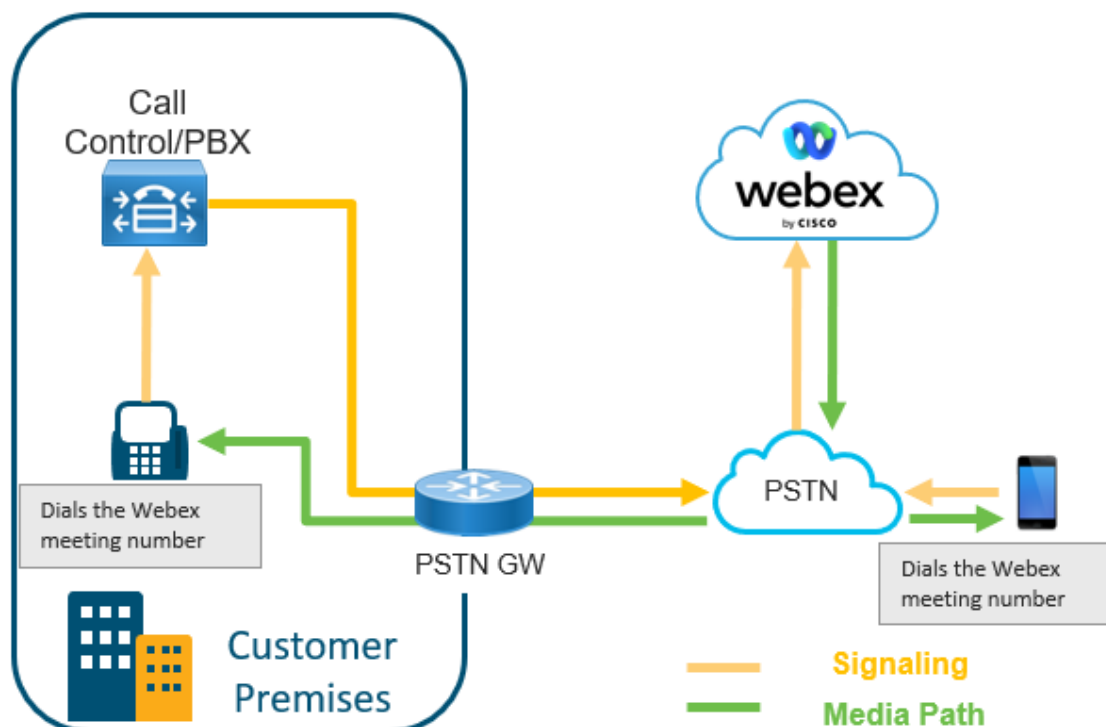 Call
Control/PBX
webex
by CISCO
PSTN
Dials the Webex
meeting number
PSTN GW
Dials the Webex
meeting number
Customer
Premises
Signaling
Media Path